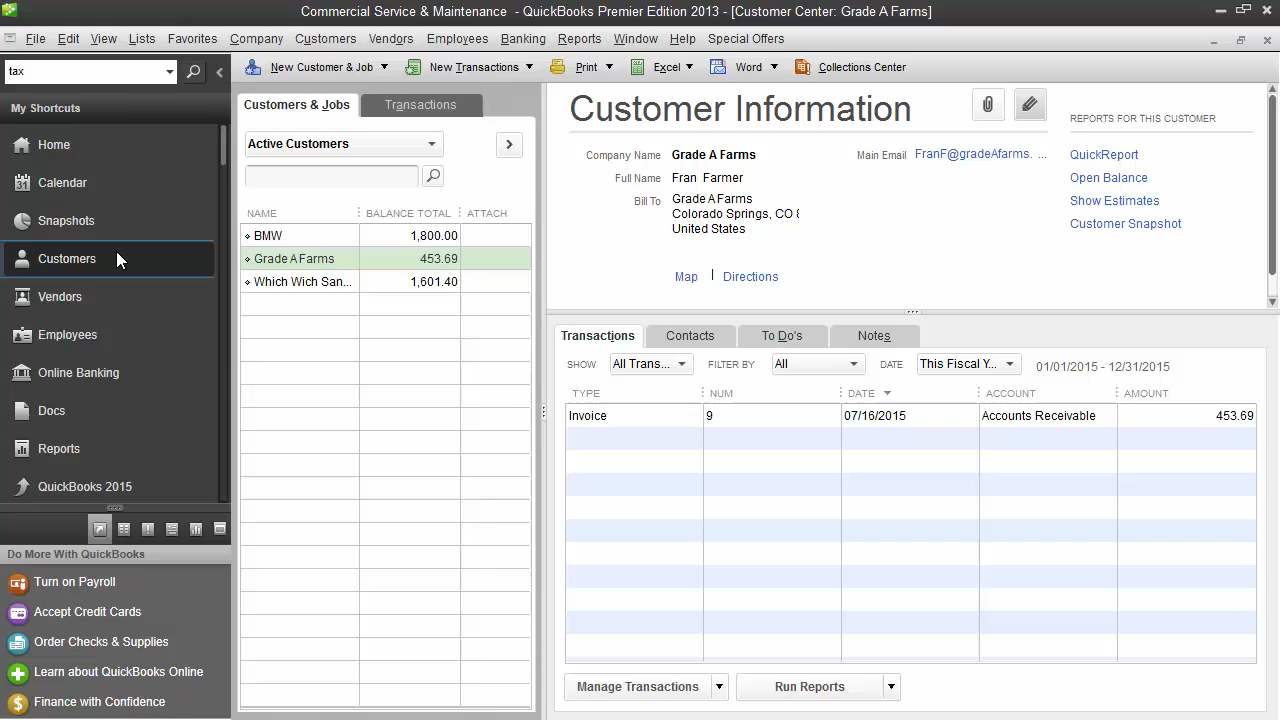 Commercial Service & Maintenance - QuickBooks Premier Edition 2013 - [Customer Center: Grade A Farms]
File Edit View Lists Favorites Company Customers Vendors Employees Banking Reports Window Help Special Offers
tax
New Customer & Job New Transactions Print Excel Word Collections Center
My Shortcuts
Home
31 Calendar
Snapshots
Customers
Vendors
Employees
Online Banking
Docs
Reports
QuickBooks 2015
Do More With QuickBooks
Turn on Payroll
Accept Credit Cards
Order Checks & Supplies
Learn about QuickBooks Online
$ Finance with Confidence
Customers & Jobs Transactions
Active Customers
NAME BALANCE TOTAL ATTACH
BMW 1,800.00
Grade A Farms 453.69
Which Wich San... 1,601.40
Customer Information
Company Name Grade A Farms
Full Name Fran Farmer
Bill To Grade A Farms
Colorado Springs, CO
United States
Main Email FranF@gradeAfarms. ...
Map | Directions
REPORTS FOR THIS CUSTOMER
QuickReport
Open Balance
Show Estimates
Customer Snapshot
Transactions Contacts To Do's Notes
SHOW All Trans... FILTER BY All DATE This Fiscal Y... 01/01/2015 - 12/31/2015
TYPE NUM DATE ACCOUNT AMOUNT
Invoice 9 07/16/2015 Accounts Receivable 453.69
Manage Transactions Run Reports